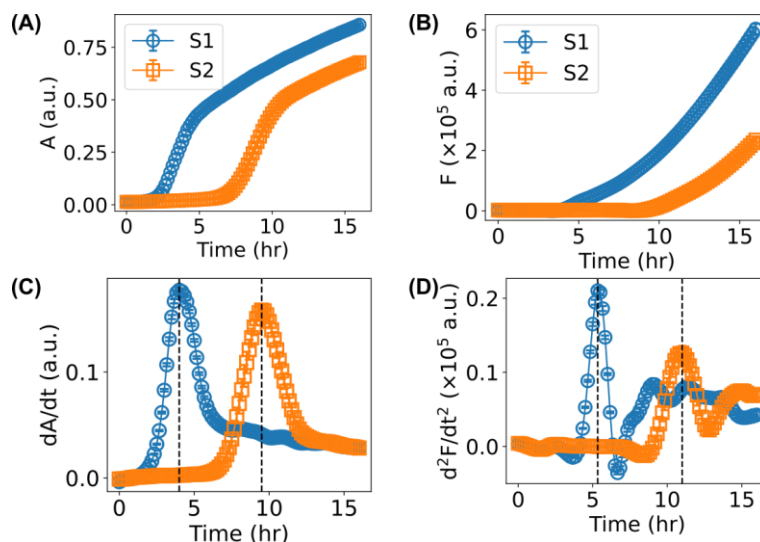 (A)
A (a.u.)
0.75
0.50
0.25
0.00
S1
S2
0
5
10
15
Time (hr)
(B)
F (×10⁵ a.u.)
6
4
2
0
S1
S2
0
5
10
15
Time (hr)
(C)
dA/dt (a.u.)
0.1
0.0
0
5
10
15
Time (hr)
(D)
d²F/dt² (×10⁵ a.u.)
0.2
0.1
0.0
0
5
10
15
Time (hr)